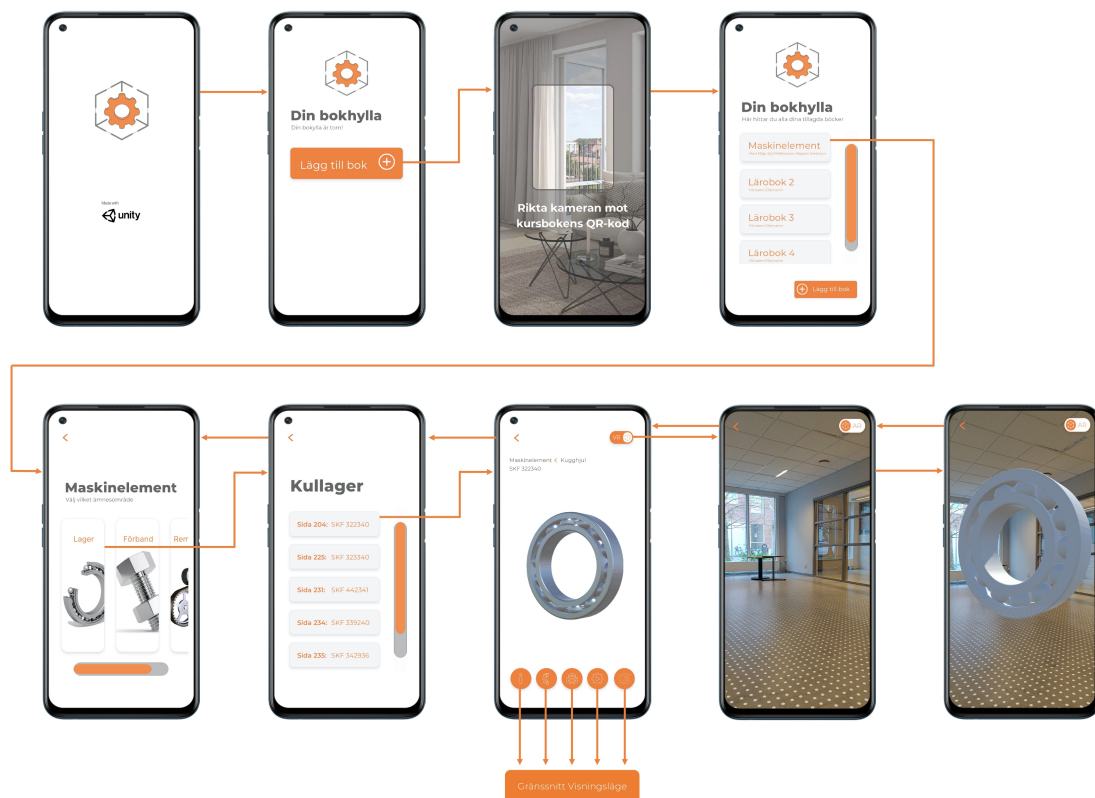 Made with
unity
Din bokhylla
Din bokylla är tom!
Lägg till bok
Rikta kameran mot
kursbokens QR-kod
Din bokhylla
Här hittar du alla dina tillagda böcker
Maskinelement
Lärobok 2
Lärobok 3
Lärobok 4
Lägg till bok
Maskinelement
Välj vilket ämnesområde
Lager
Förband
Rem
Kullager
Sida 204: SKF 322340
Sida 225: SKF 323340
Sida 231: SKF 442341
Sida 234: SKF 339240
Sida 235: SKF 342936
VR
Maskinelement < Kugghjul
SKF 322340
AR
AR
Gränssnitt Visningsläge